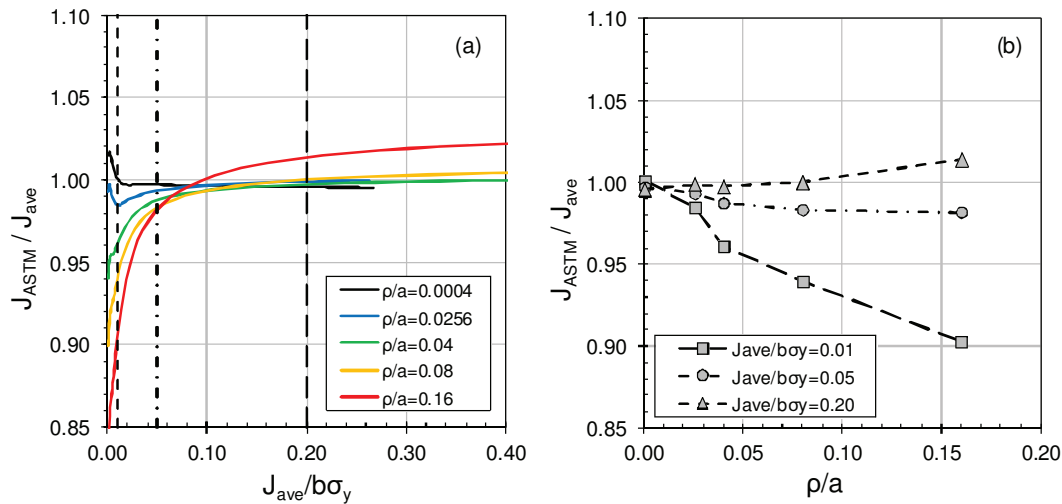 (a)
1.10
1.05
1.00
0.95
0.90
0.85
J_ASTM / J_ave
0.00 0.10 0.20 0.30 0.40
J_ave/bσ_y
ρ/a=0.0004
ρ/a=0.0256
ρ/a=0.04
ρ/a=0.08
ρ/a=0.16
(b)
1.10
1.05
1.00
0.95
0.90
0.85
J_ASTM / J_ave
0.00 0.05 0.10 0.15 0.20
ρ/a
Jave/bσy=0.01
Jave/bσy=0.05
Jave/bσy=0.20